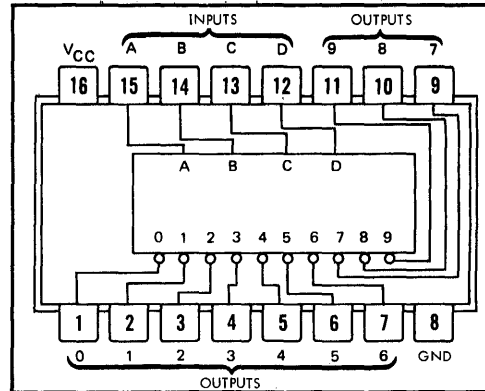 INPUTS OUTPUTS
VCC A B C D 9 8 7
16 15 14 13 12 11 10 9
A B C D
0 1 2 3 4 5 6 7 8 9
1 2 3 4 5 6 7 8
0 1 2 3 4 5 6 GND
OUTPUTS